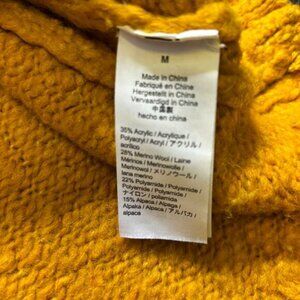 M
Made in China
Fabriqué en China
Hergestellt in China
Vervaardigd in China
中国製
hecho en china
35% Acrylic / Acrylique /
Polyacryl / Acryl / アクリル /
acrílico
28% Merino Wool / Laine
Mérinos / Merinowolle /
Merinowol / メリノウール /
lana merino
22% Polyamide / Polyamide /
Polyamid / Polyamide /
ナイロン / poliamida
15% Alpaca / Alpaga /
Alpaka / Alpaca / アルパカ /
alpaca